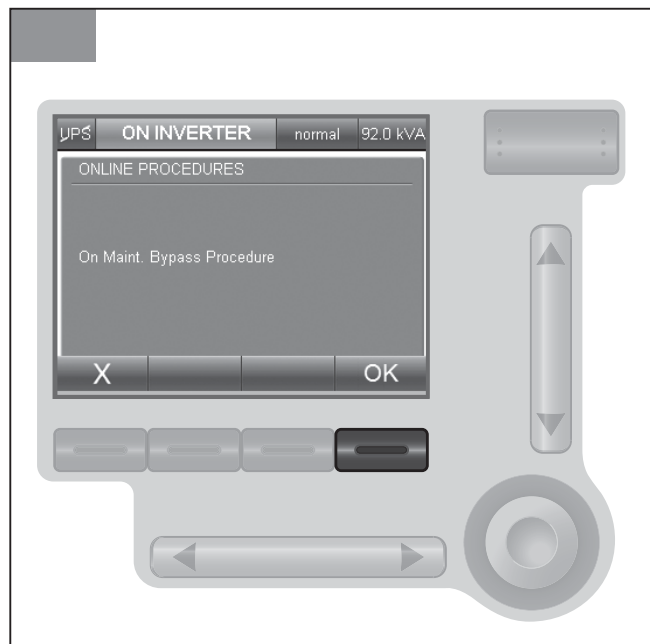 UPS ON INVERTER normal 92.0 kVA
ONLINE PROCEDURES
On Maint. Bypass Procedure
X OK